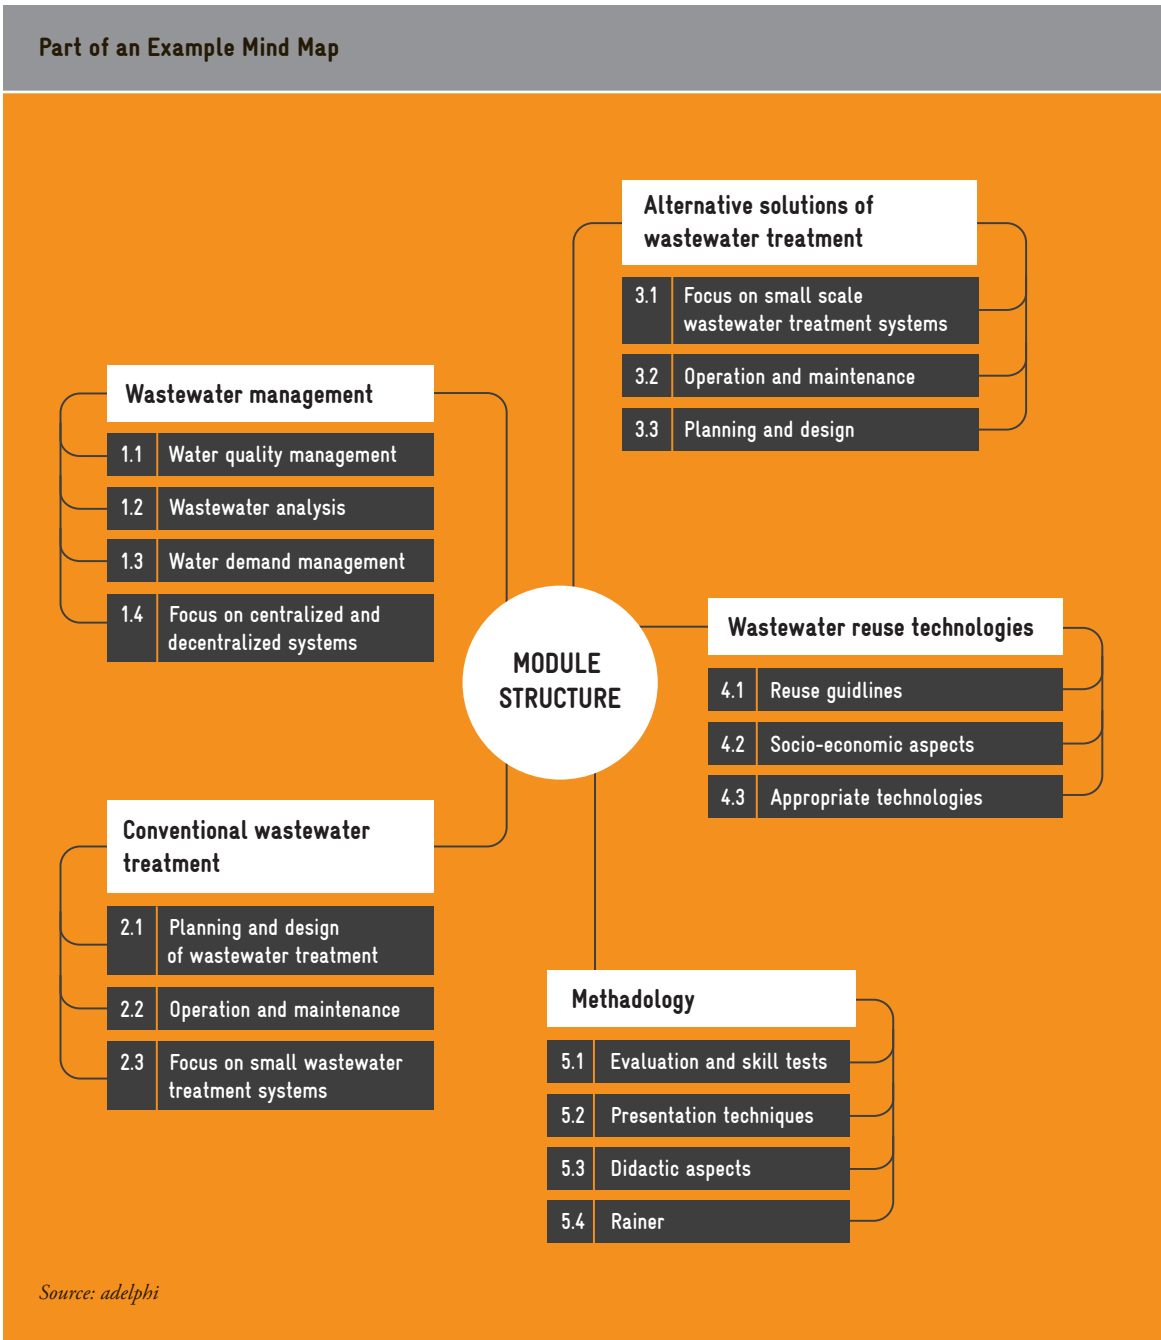 Part of an Example Mind Map
Wastewater management
1.1 Water quality management
1.2 Wastewater analysis
1.3 Water demand management
1.4 Focus on centralized and
decentralized systems
Conventional wastewater
treatment
2.1 Planning and design
of wastewater treatment
2.2 Operation and maintenance
2.3 Focus on small wastewater
treatment systems
MODULE
STRUCTURE
Alternative solutions of
wastewater treatment
3.1 Focus on small scale
wastewater treatment systems
3.2 Operation and maintenance
3.3 Planning and design
Wastewater reuse technologies
4.1 Reuse guidlines
4.2 Socio-economic aspects
4.3 Appropriate technologies
Methadology
5.1 Evaluation and skill tests
5.2 Presentation techniques
5.3 Didactic aspects
5.4 Rainer
Source: adelphi